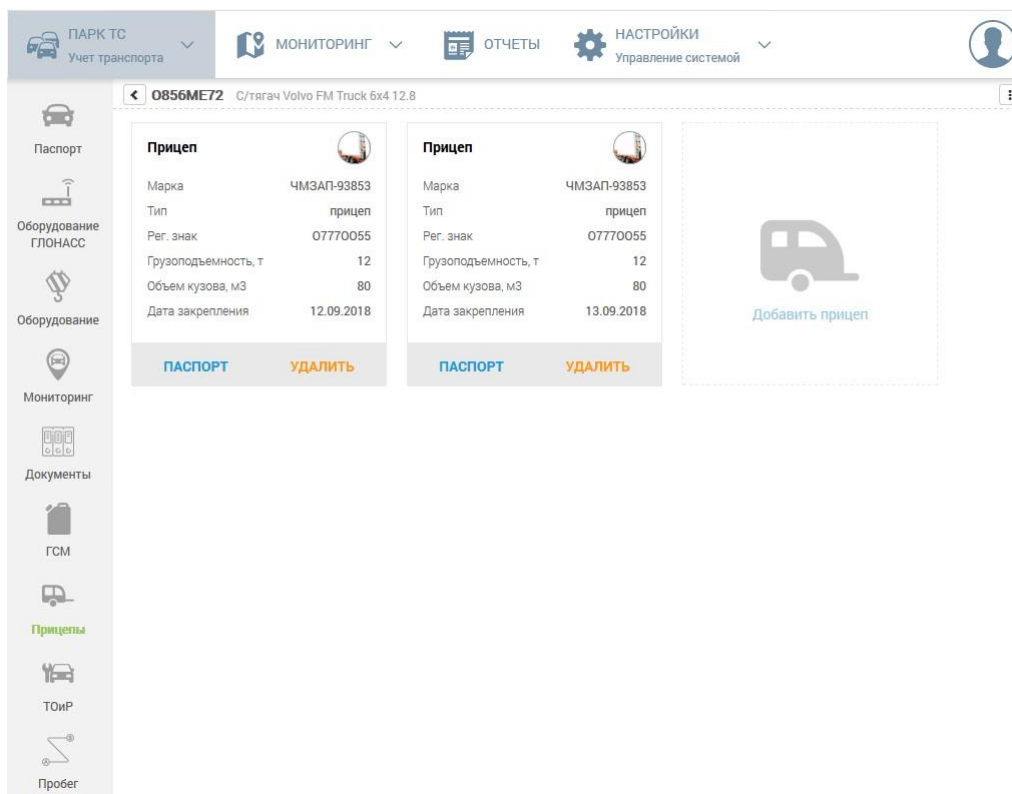 ПАРК ТС
Учет транспорта
МОНИТОРИНГ
ОТЧЕТЫ
НАСТРОЙКИ
Управление системой
О856МЕ72 С/тягач Volvo FM Truck 6x4 12.8
Паспорт
Оборудование
ГЛОНАСС
Оборудование
Мониторинг
Документы
ГСМ
Прицепы
ТОиР
Пробег
Прицеп
Марка ЧМЗАП-93853
Тип прицеп
Рег. знак О777ОО55
Грузоподъемность, т 12
Объем кузова, м3 80
Дата закрепления 12.09.2018
ПАСПОРТ УДАЛИТЬ
Прицеп
Марка ЧМЗАП-93853
Тип прицеп
Рег. знак О777ОО55
Грузоподъемность, т 12
Объем кузова, м3 80
Дата закрепления 13.09.2018
ПАСПОРТ УДАЛИТЬ
Добавить прицеп